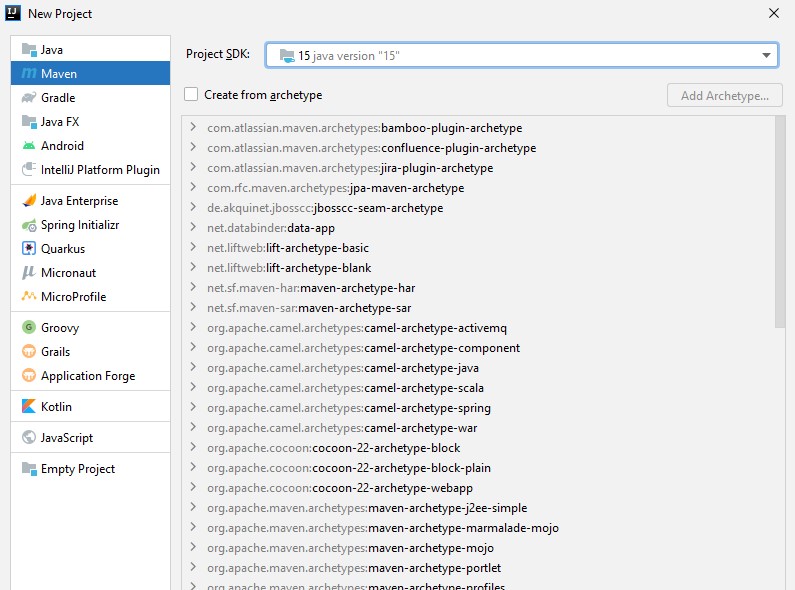 New Project
Java
Maven
Gradle
Java FX
Android
IntelliJ Platform Plugin
Java Enterprise
Spring Initializr
Quarkus
Micronaut
MicroProfile
Groovy
Grails
Application Forge
Kotlin
JavaScript
Empty Project
Project SDK: 15 java version "15"
Create from archetype
Add Archetype...
com.atlassian.maven.archetypes:bamboo-plugin-archetype
com.atlassian.maven.archetypes:confluence-plugin-archetype
com.atlassian.maven.archetypes:jira-plugin-archetype
com.rfc.maven.archetypes:jpa-maven-archetype
de.akquinet.jbosscc:jbosscc-seam-archetype
net.databinder:data-app
net.liftweb:lift-archetype-basic
net.liftweb:lift-archetype-blank
net.sf.maven-har:maven-archetype-har
net.sf.maven-sar:maven-archetype-sar
org.apache.camel.archetypes:camel-archetype-activemq
org.apache.camel.archetypes:camel-archetype-component
org.apache.camel.archetypes:camel-archetype-java
org.apache.camel.archetypes:camel-archetype-scala
org.apache.camel.archetypes:camel-archetype-spring
org.apache.camel.archetypes:camel-archetype-war
org.apache.cocoon:cocoon-22-archetype-block
org.apache.cocoon:cocoon-22-archetype-block-plain
org.apache.cocoon:cocoon-22-archetype-webapp
org.apache.maven.archetypes:maven-archetype-j2ee-simple
org.apache.maven.archetypes:maven-archetype-marmalade-mojo
org.apache.maven.archetypes:maven-archetype-mojo
org.apache.maven.archetypes:maven-archetype-portlet
org.apache.maven.archetypes:maven-archetype-profiles